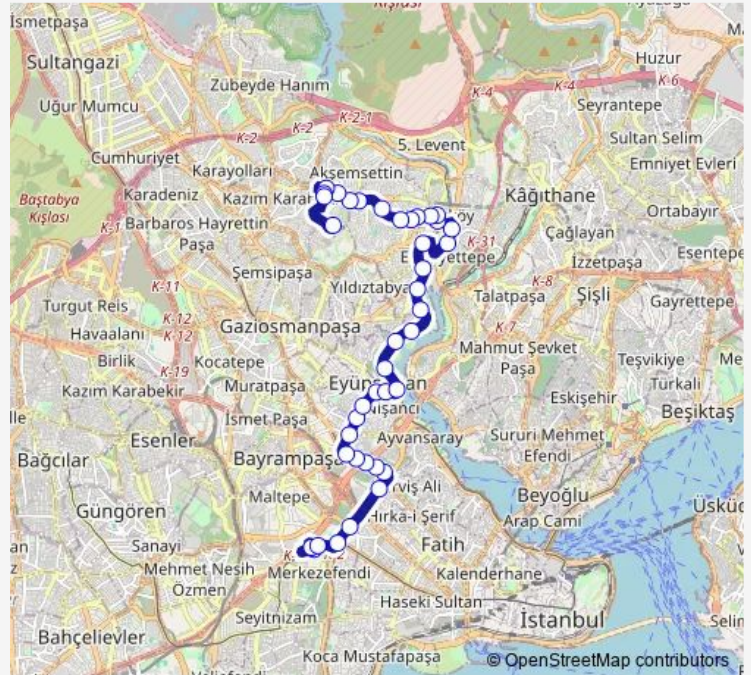 Kışlası
İsmetpaşa
Sultangazi
Huzur
Zübeyde Hanım
K-4
K-4
K-6
Uğur Mumcu
Seyrantepe
K-2-1
K-2
K-2
5. Levent
Sultan Selim
Cumhuriyet
Emniyet Evleri
Karayolları
Akşemsettin
Baştabya
Kışlası
Karadeniz
Kazım Karab
Kâğıthane
Ortabayır
K-1
Barbaros Hayrettin
Paşa
K-31
Çağlayan
Esentepe
Şemsipaşa
İzzetpaşa
K-11
Yıldıztabya
Talatpaşa
K-8
Şişli
Turgut Reis
K-12
K-12
Gaziosmanpaşa
Gayrettepe
Havaalanı
K-7
Birlik
Kocatepe
Mahmut Şevket
Paşa
Teşvikiye
K-19
Muratpaşa
Kazım Karabekir
Türkali
Eskişehir
Nişancı
Beşiktaş
İsmet Paşa
Esenler
Ayvansaray
Sururi Mehmet
Efendi
Bağcılar
Bayrampaşa
Maltepe
Beyoğlu
Güngören
Hırka-i Şerif
Arap Cami
Sanayi
Fatih
Mehmet Nesih
Özmen
Merkezefendi
Kalenderhane
Haseki Sultan
Seyitnizam
İstanbul
Bahçelievler
Koca Mustafapaşa
© OpenStreetMap contributors